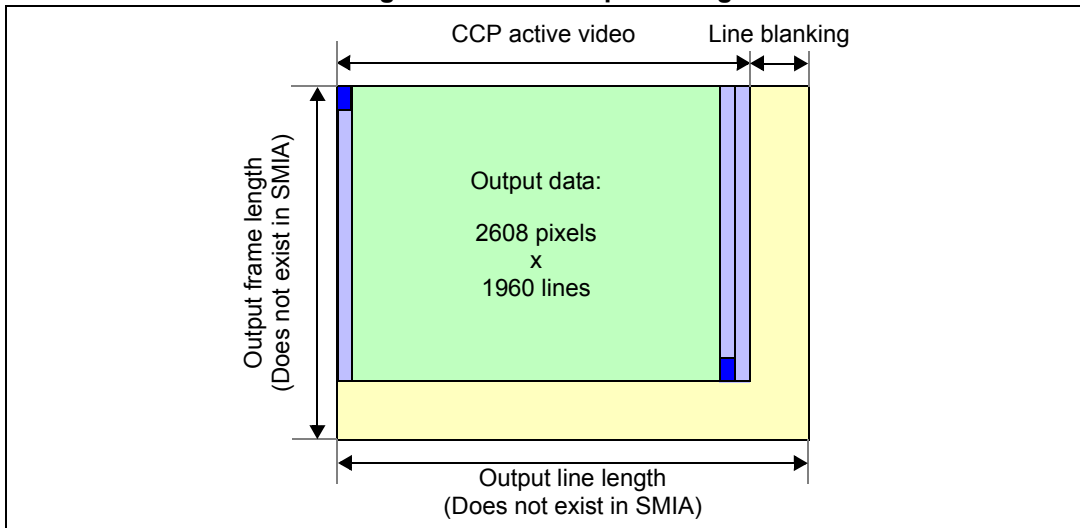 CCP active video
Line blanking
Output frame length
(Does not exist in SMIA)
Output data:
2608 pixels
x
1960 lines
Output line length
(Does not exist in SMIA)